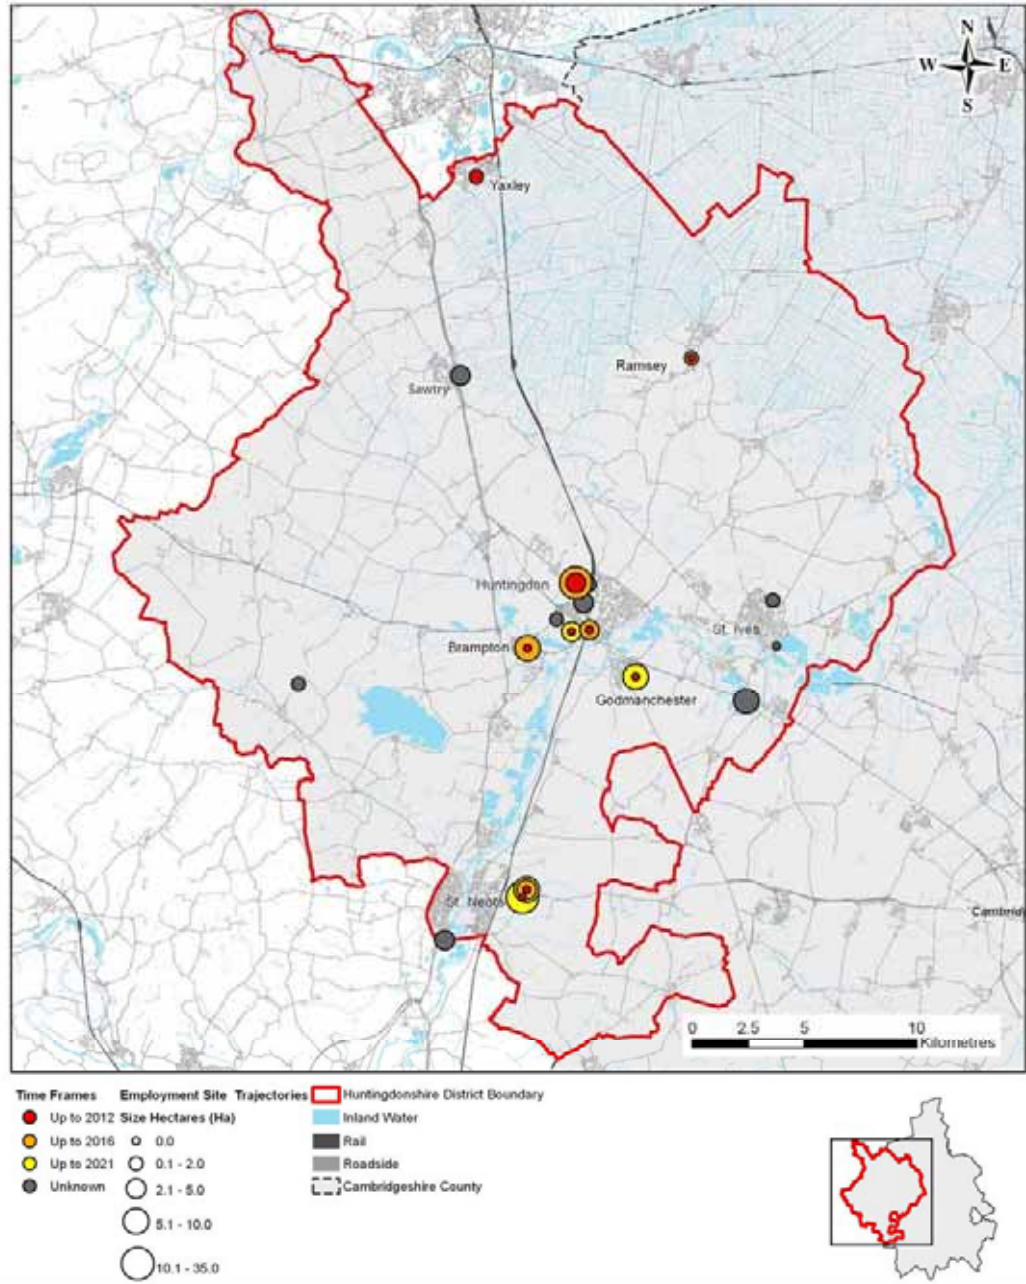 N
W E
S
Yaxley
Ramsey
Sawtry
Huntingdon
St. Ives
Brampton
Godmanchester
St. Neots
Cambridg
0 2.5 5 10
Kilometres
Time Frames Employment Site Trajectories Huntingdonshire District Boundary
Up to 2012 Size Hectares (Ha) Inland Water
Up to 2016 0.0 Rail
Up to 2021 0.1 - 2.0 Roadside
Unknown 2.1 - 5.0 Cambridgeshire County
5.1 - 10.0
10.1 - 35.0